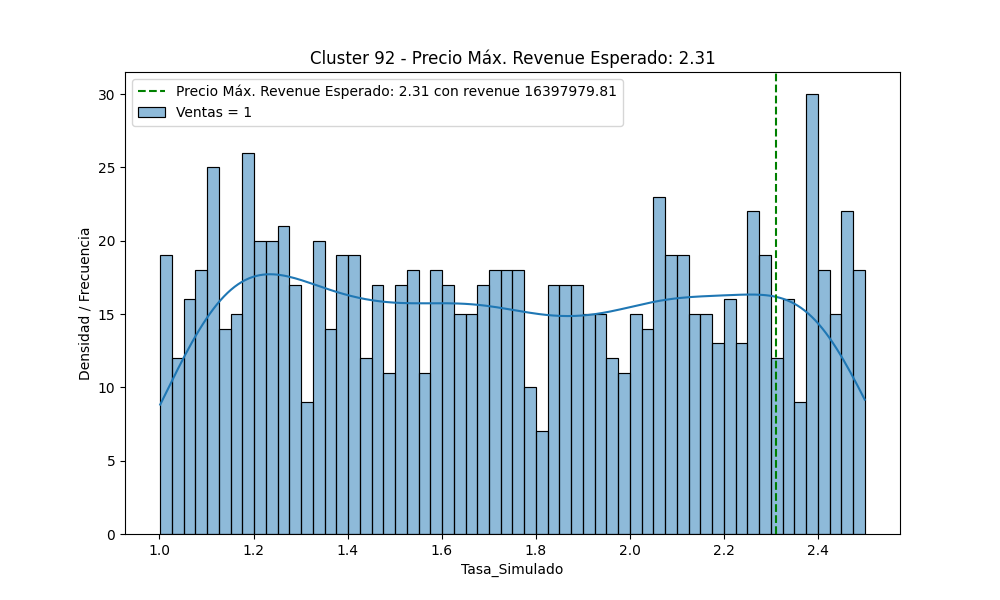 Cluster 92 - Precio Máx. Revenue Esperado: 2.31
Precio Máx. Revenue Esperado: 2.31 con revenue 16397979.81
Ventas = 1
Densidad / Frecuencia
30
25
20
15
10
5
0
1.0 1.2 1.4 1.6 1.8 2.0 2.2 2.4
Tasa_Simulado